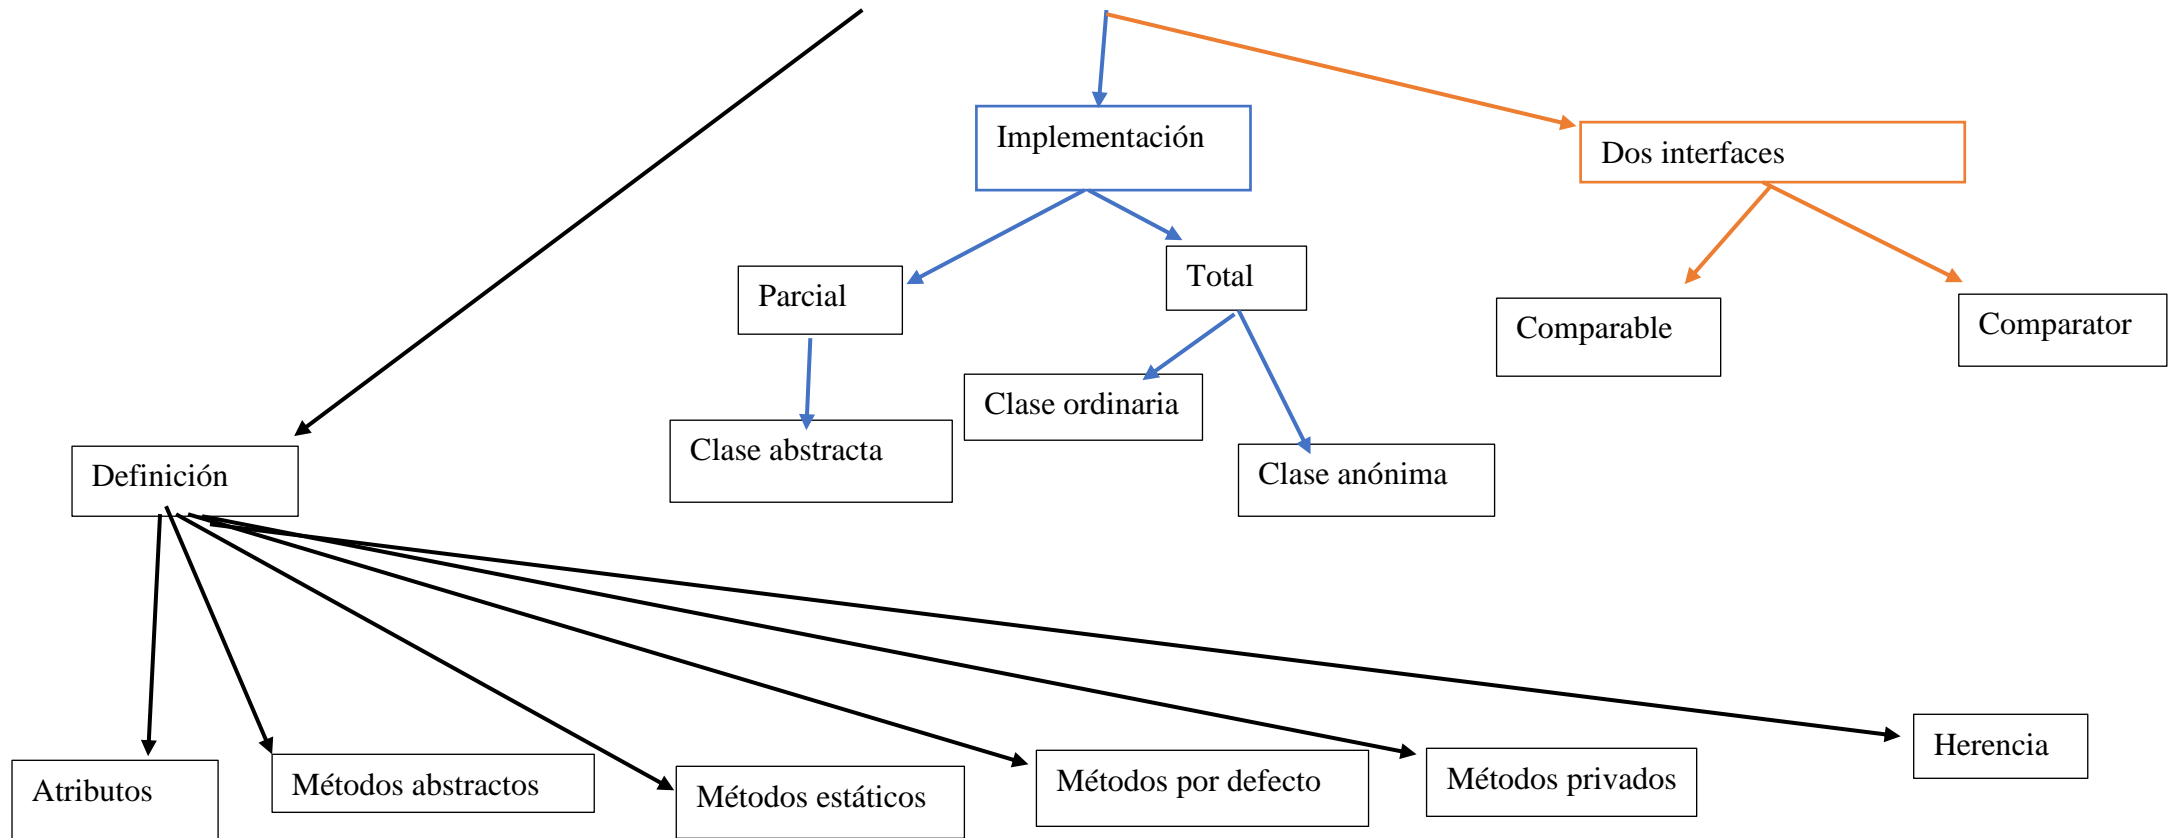 Implementación
Dos interfaces
Parcial
Total
Comparable
Comparator
Clase ordinaria
Clase abstracta
Clase anónima
Definición
Atributos
Métodos abstractos
Métodos estáticos
Métodos por defecto
Métodos privados
Herencia